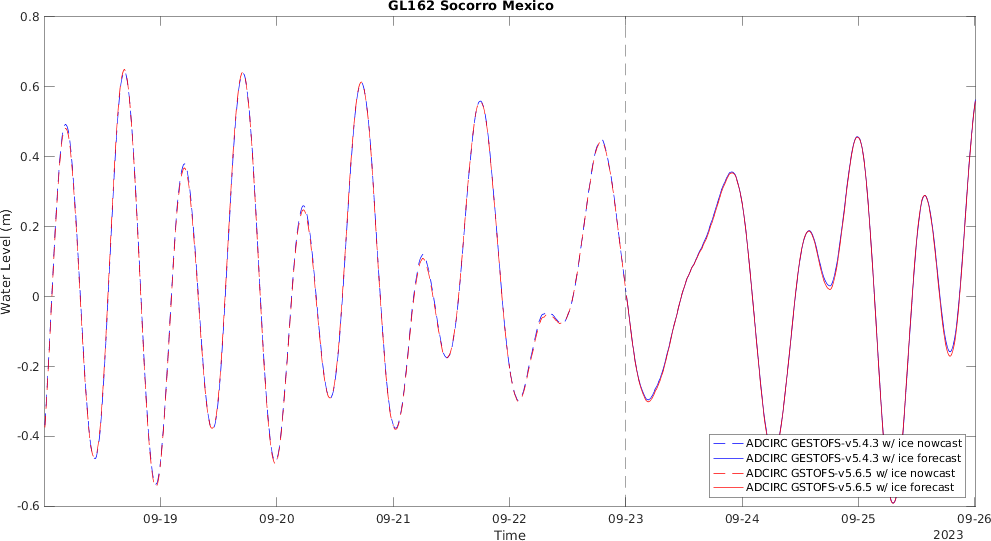 GL162 Socorro Mexico
0.8
0.6
0.4
0.2
0
-0.2
-0.4
-0.6
Water Level (m)
ADCIRC GESTOFS-v5.4.3 w/ ice nowcast
ADCIRC GESTOFS-v5.4.3 w/ ice forecast
ADCIRC GSTOFS-v5.6.5 w/ ice nowcast
ADCIRC GSTOFS-v5.6.5 w/ ice forecast
09-19 09-20 09-21 09-22 09-23 09-24 09-25 09-26
Time
2023